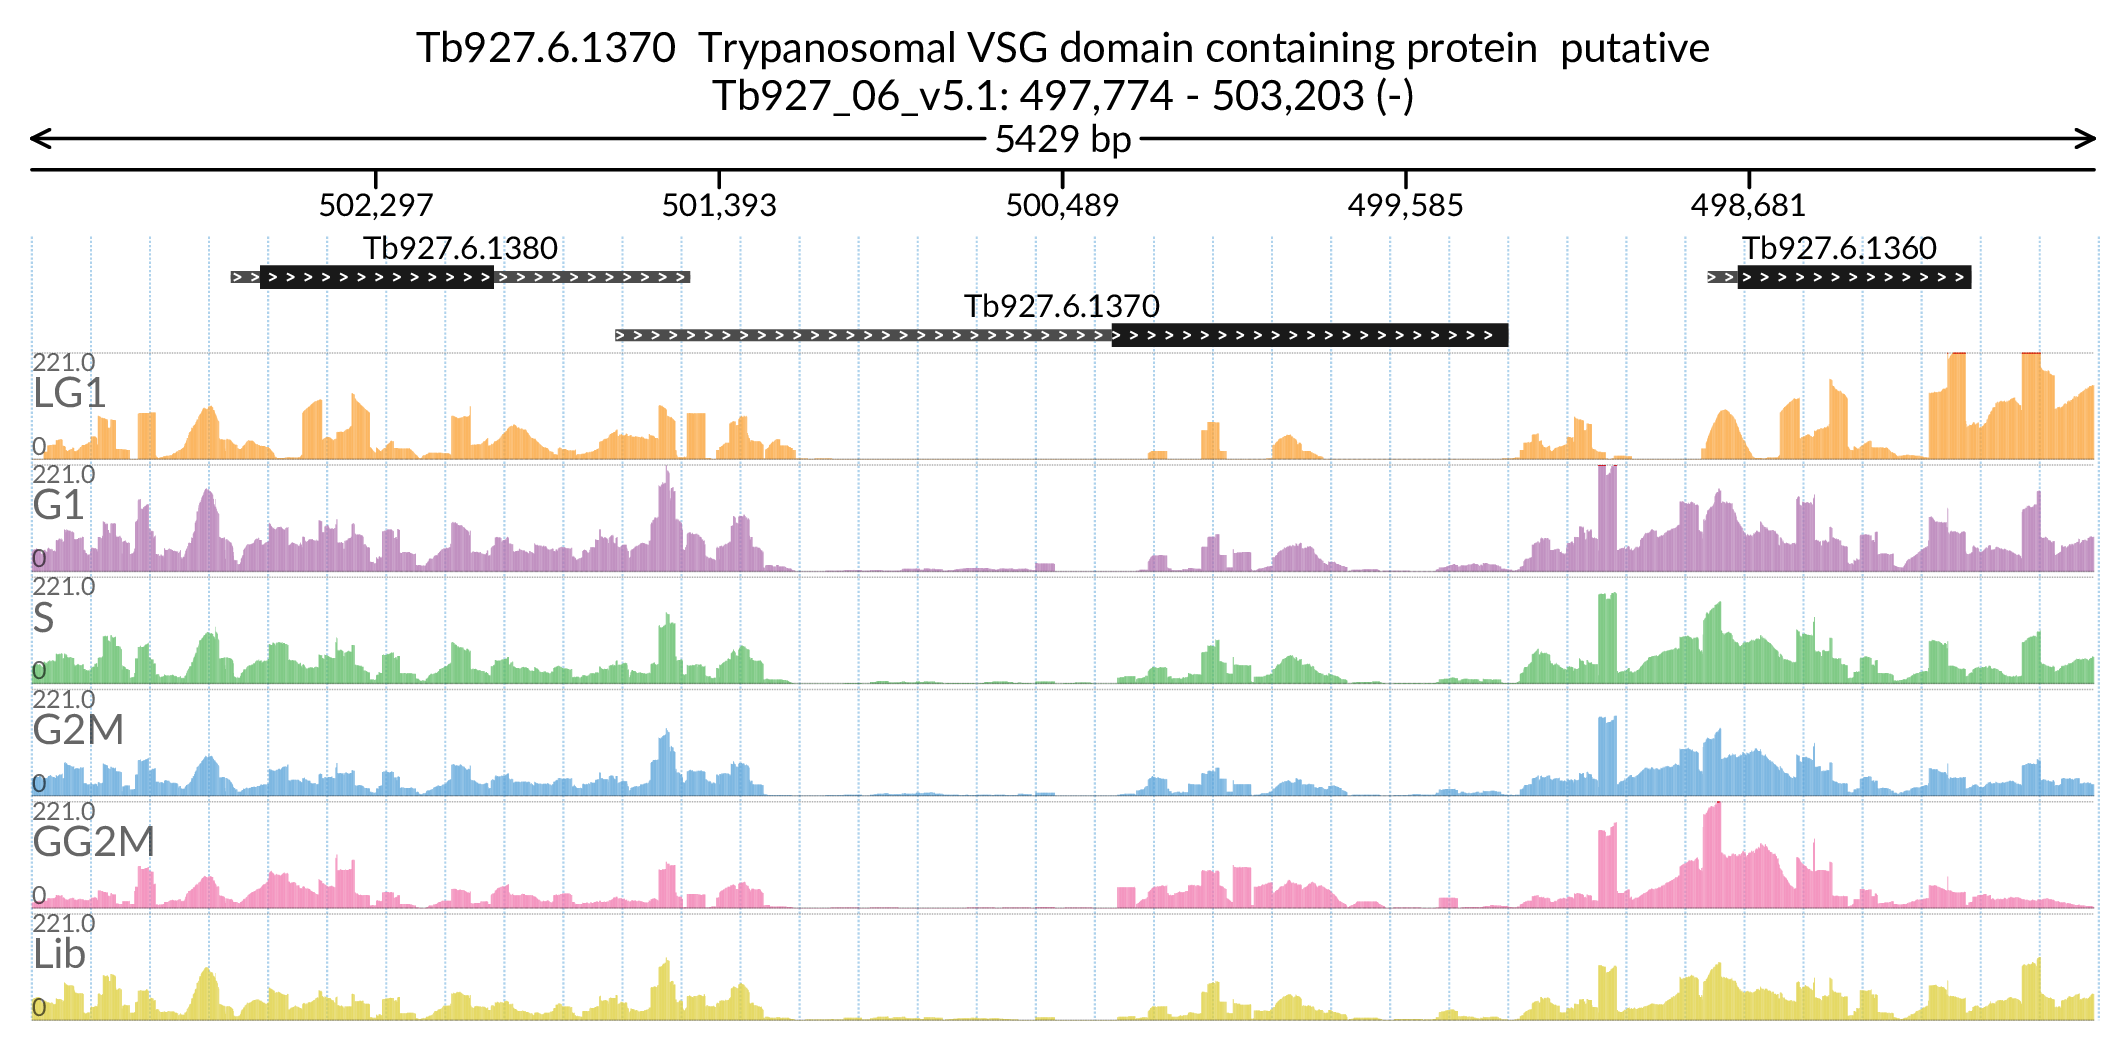 Tb927.6.1370 Trypanosomal VSG domain containing protein putative
Tb927_06_v5.1: 497,774 - 503,203 (-)
5429 bp
502,297 501,393 500,489 499,585 498,681
Tb927.6.1380 Tb927.6.1360
Tb927.6.1370
221.0
LG1
0
221.0
G1
0
221.0
S
0
221.0
G2M
0
221.0
GG2M
0
221.0
Lib
0